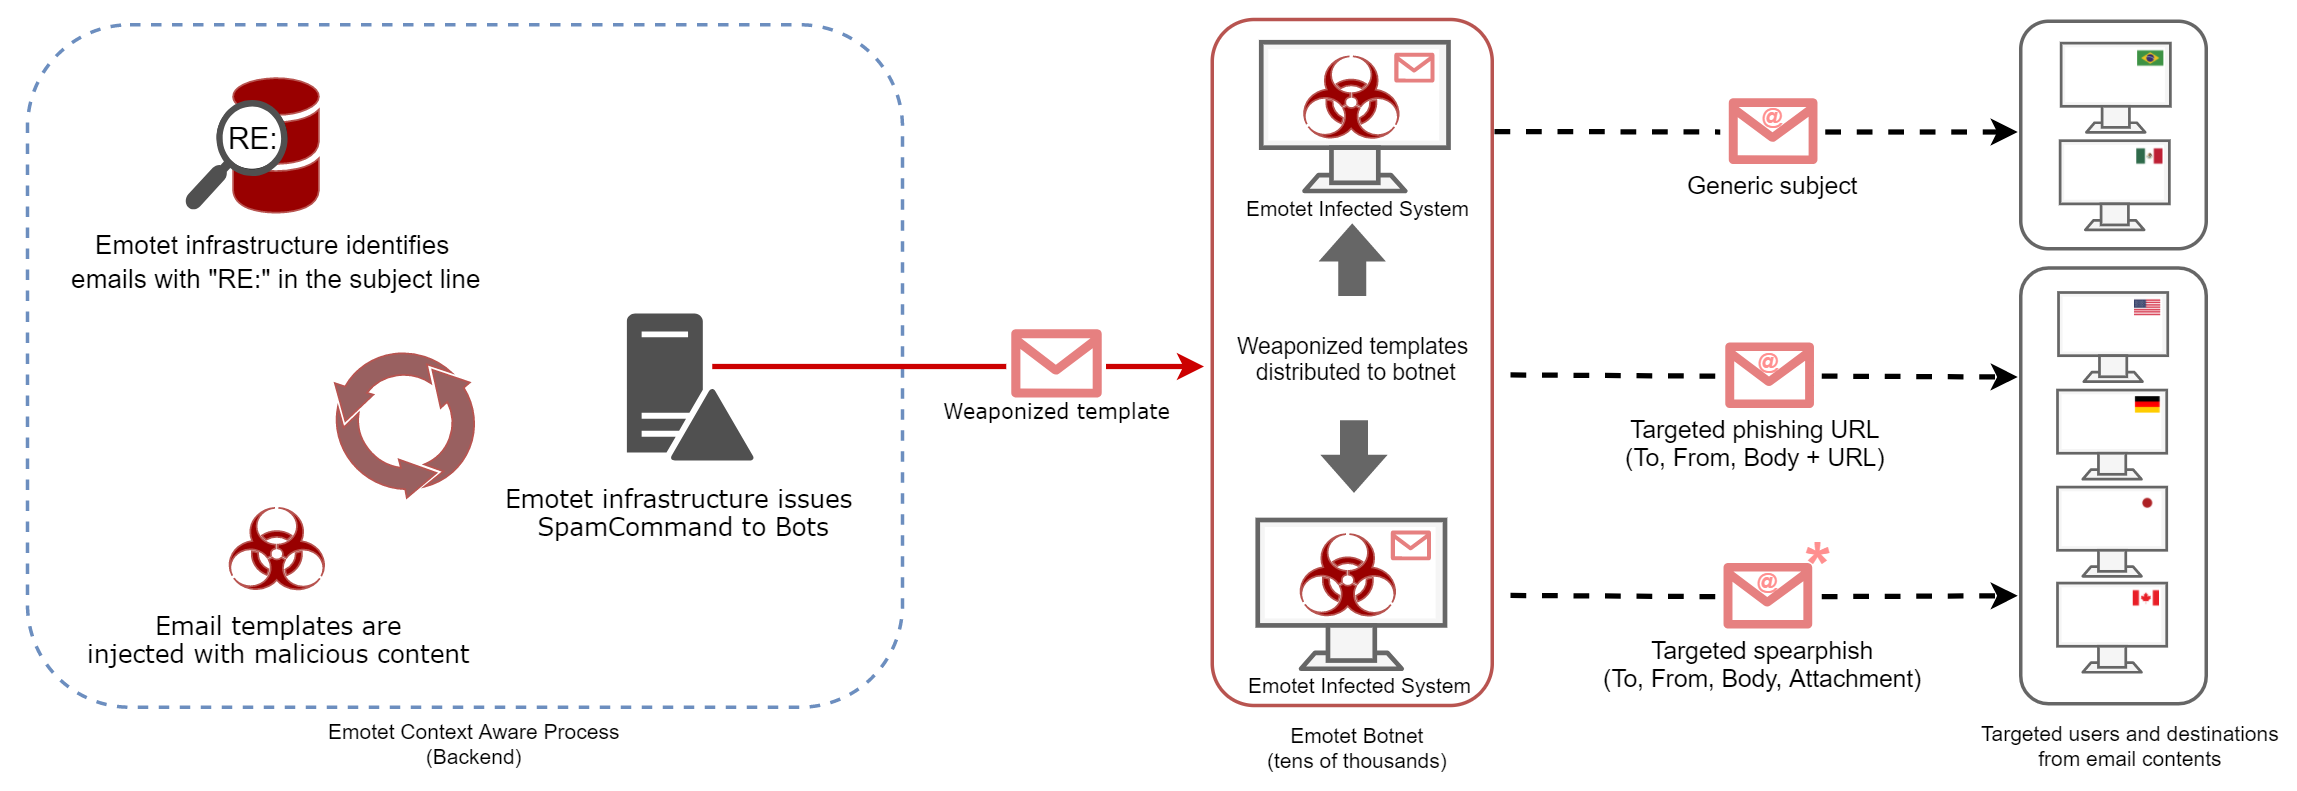 RE:
Emotet infrastructure identifies
emails with "RE:" in the subject line
Emotet infrastructure issues
SpamCommand to Bots
Email templates are
injected with malicious content
Emotet Context Aware Process
(Backend)
Weaponized template
Emotet Infected System
Weaponized templates
distributed to botnet
Emotet Infected System
Emotet Botnet
(tens of thousands)
@
Generic subject
@
Targeted phishing URL
(To, From, Body + URL)
@
*
Targeted spearphish
(To, From, Body, Attachment)
Targeted users and destinations
from email contents